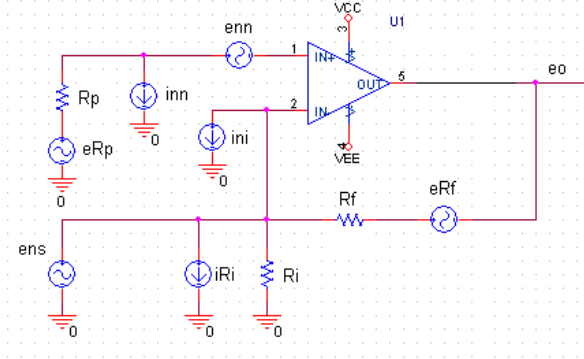 VCC
U1
enn
3
1
IN+
eo
OUT
5
Rp
inn
2
IN-
0
ini
eRp
4
VEE
0
0
Rf
eRf
ens
iRi
Ri
0
0
0